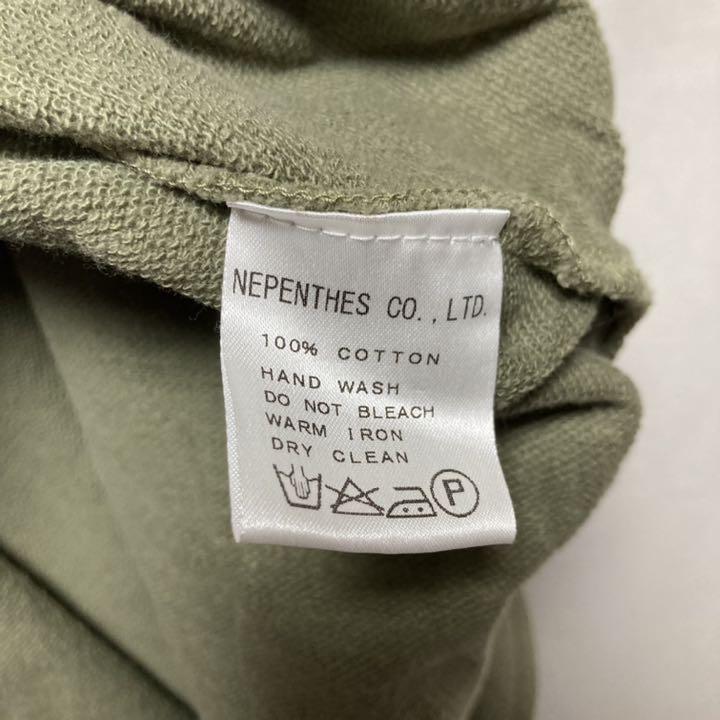 NEPENTHES CO., LTD.
100% COTTON
HAND WASH
DO NOT BLEACH
WARM IRON
DRY CLEAN
P